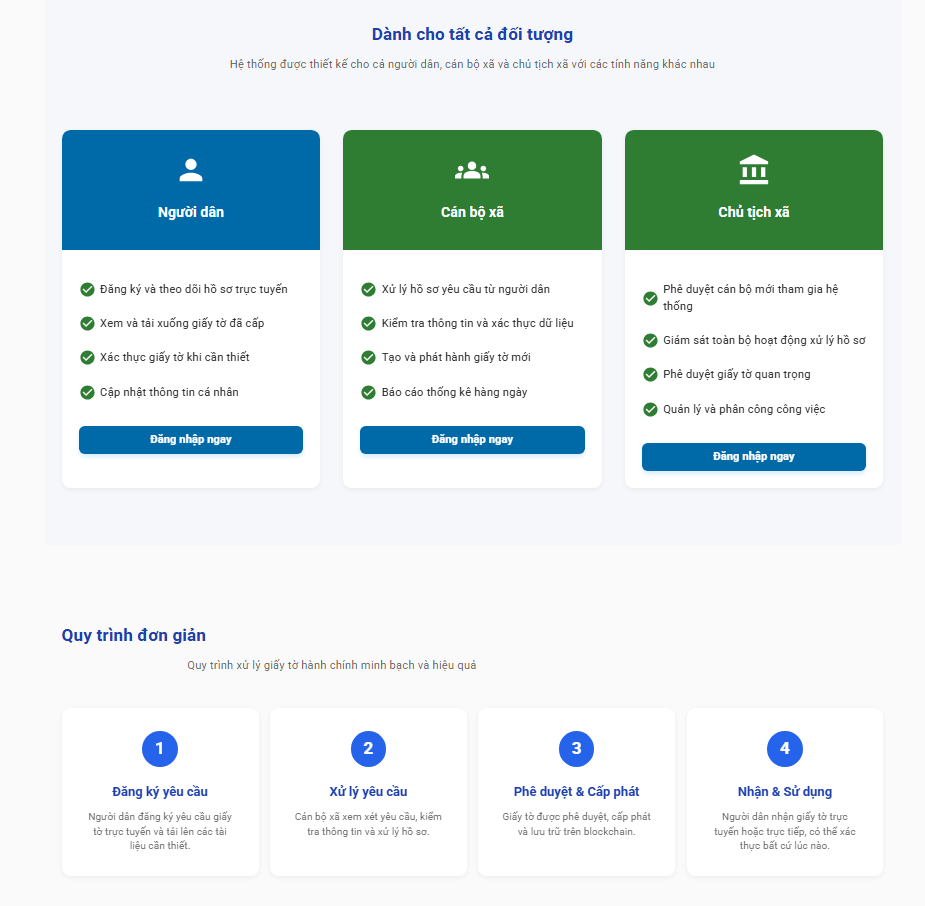 Dành cho tất cả đối tượng
Hệ thống được thiết kế cho cả người dân, cán bộ xã và chủ tịch xã với các tính năng khác nhau
Người dân
Đăng ký và theo dõi hồ sơ trực tuyến
Xem và tải xuống giấy tờ đã cấp
Xác thực giấy tờ khi cần thiết
Cập nhật thông tin cá nhân
Đăng nhập ngay
Cán bộ xã
Xử lý hồ sơ yêu cầu từ người dân
Kiểm tra thông tin và xác thực dữ liệu
Tạo và phát hành giấy tờ mới
Báo cáo thống kê hàng ngày
Đăng nhập ngay
Chủ tịch xã
Phê duyệt cán bộ mới tham gia hệ
thống
Giám sát toàn bộ hoạt động xử lý hồ sơ
Phê duyệt giấy tờ quan trọng
Quản lý và phân công công việc
Đăng nhập ngay
Quy trình đơn giản
Quy trình xử lý giấy tờ hành chính minh bạch và hiệu quả
1
Đăng ký yêu cầu
Người dân đăng ký yêu cầu giấy
tờ trực tuyến và tải lên các tài
liệu cần thiết.
2
Xử lý yêu cầu
Cán bộ xã xem xét yêu cầu, kiểm
tra thông tin và xử lý hồ sơ.
3
Phê duyệt & Cấp phát
Giấy tờ được phê duyệt, cấp phát
và lưu trữ trên blockchain.
4
Nhận & Sử dụng
Người dân nhận giấy tờ trực
tuyến hoặc trực tiếp, có thể xác
thực bất cứ lúc nào.